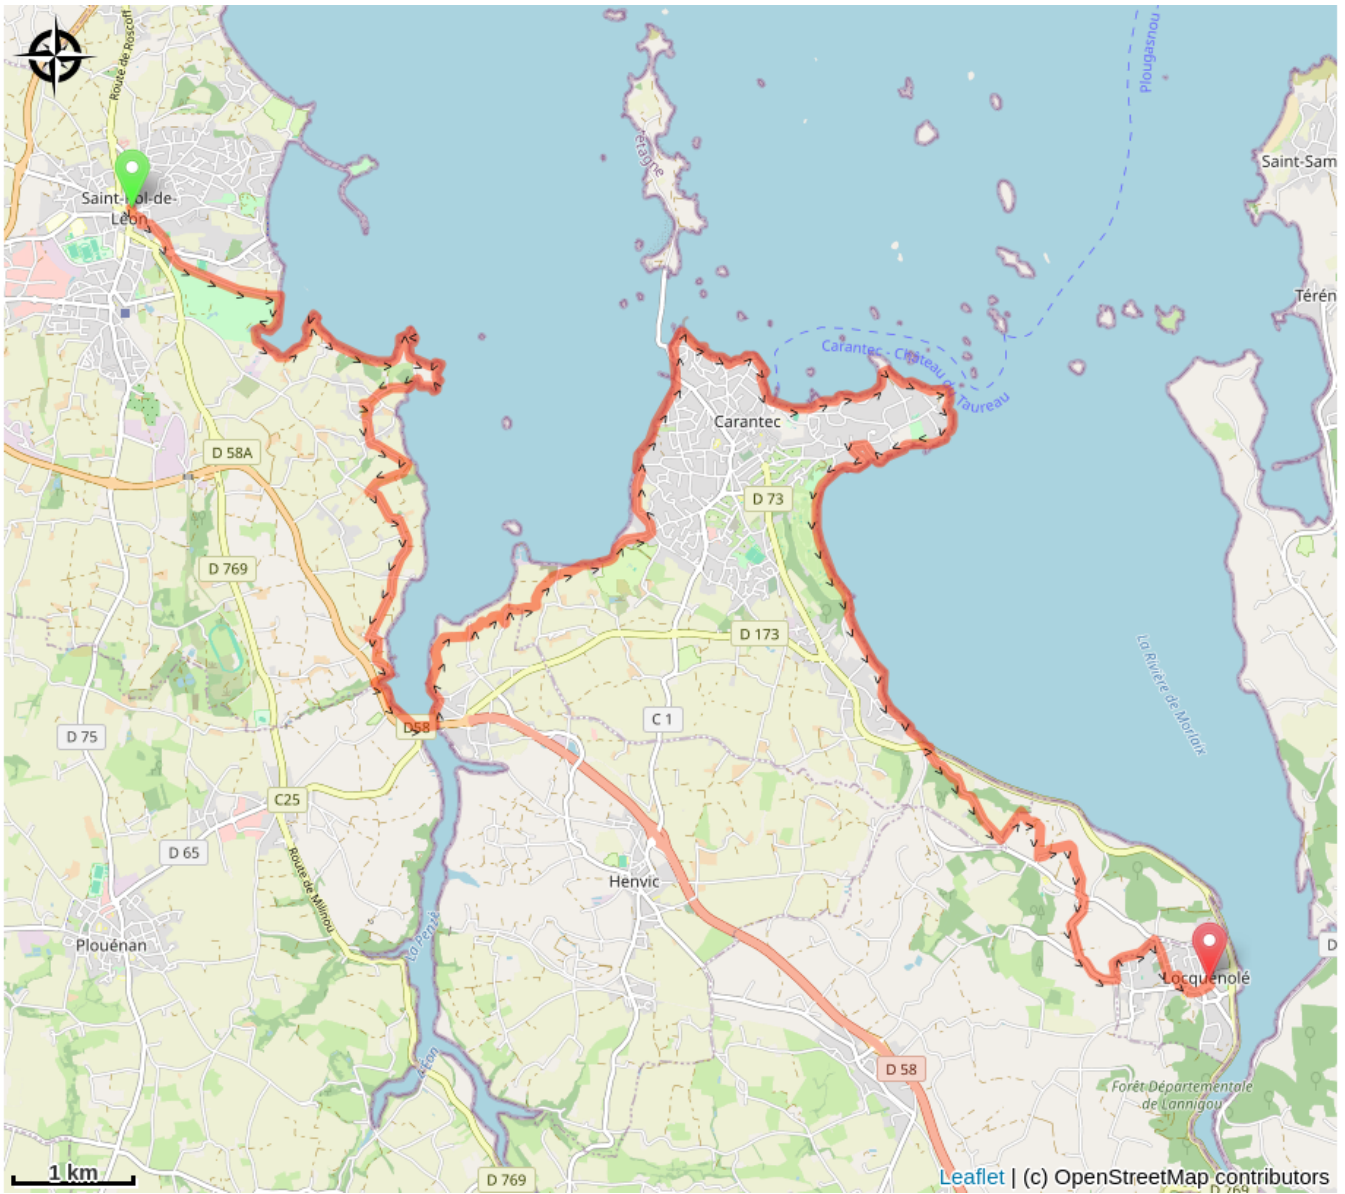 Route de Roscoff
Plougasnou
Saint-Sam
Saint-Pol-de-
Léon
Térén
Carantec - Château du Taureau
Carantec
D 58A
D 73
D 769
D 173
La Rivière de Morlaix
C 1
D58
D 75
C25
D 65
Route de Milinou
Henvic
La Penzé
Plouénan
D
Locquénolé
Léon
D 58
Forêt Départementale
de Lannigou
1 km
D 769
Leaflet | (c) OpenStreetMap contributors
D 769